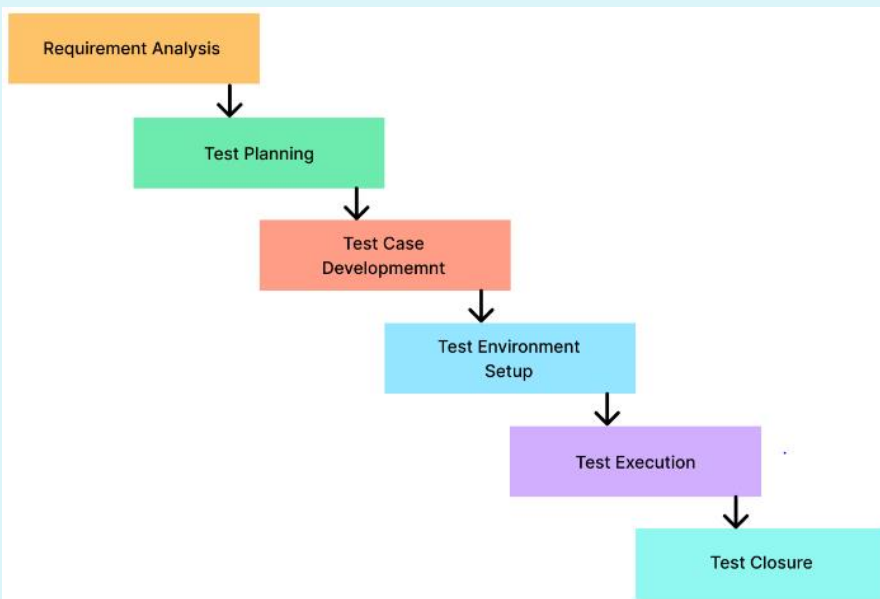 Requirement Analysis
Test Planning
Test Case
Developmemnt
Test Environment
Setup
Test Execution
Test Closure